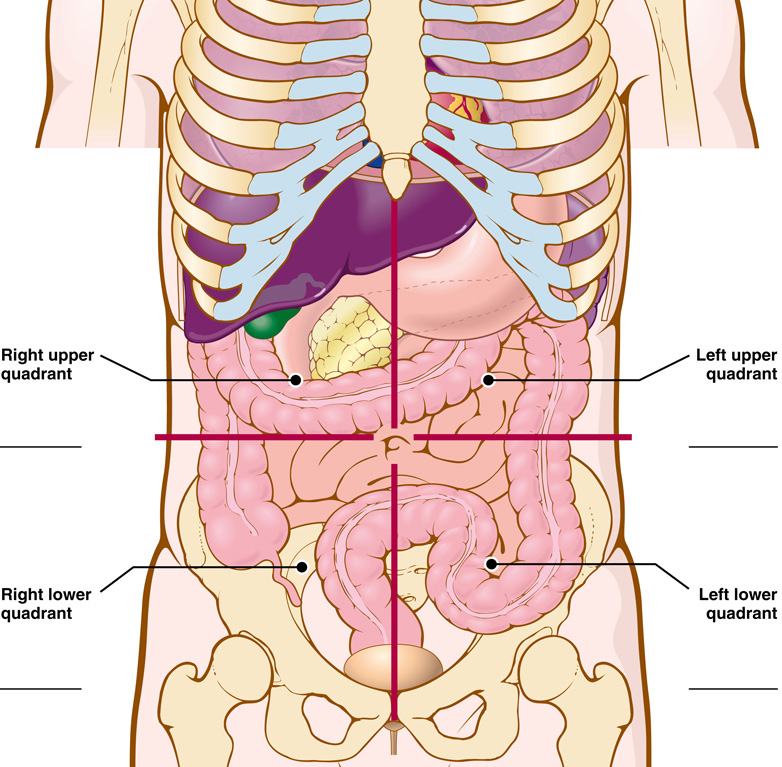 Right upper
quadrant
Left upper
quadrant
Right lower
quadrant
Left lower
quadrant